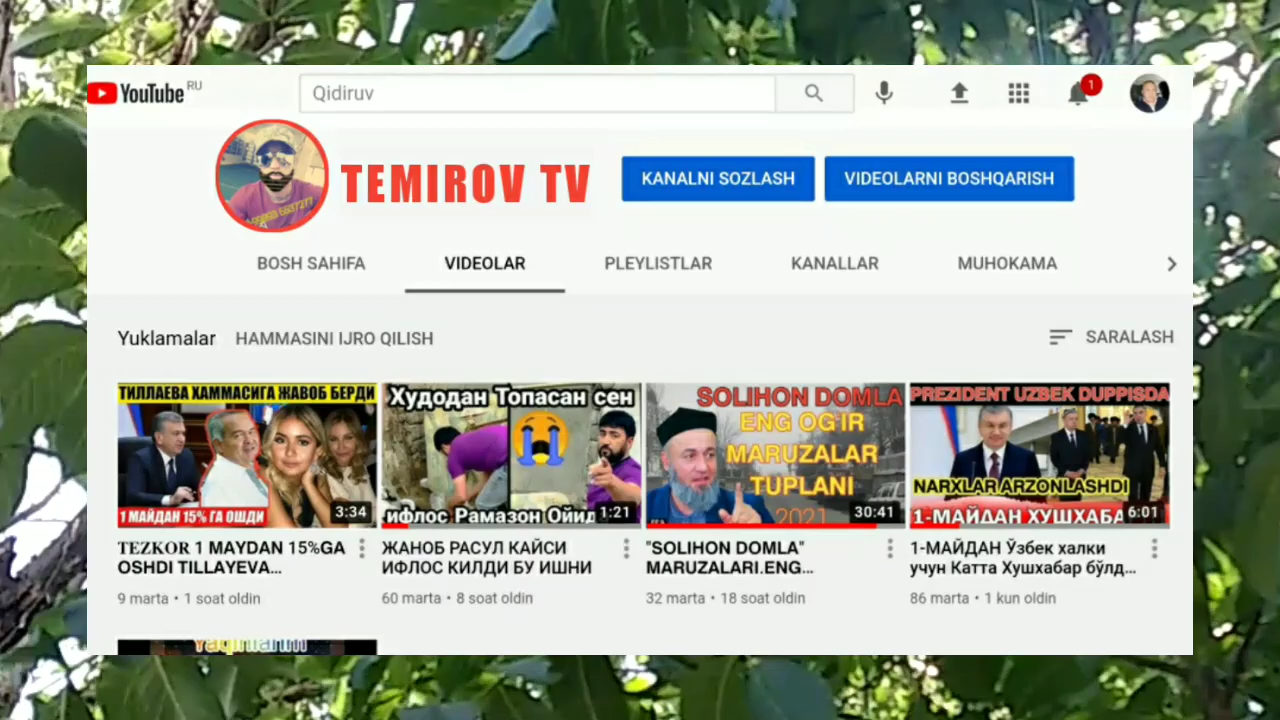 YouTube RU
Qidiruv
1
TEMIROV TV
KANALNI SOZLASH
VIDEOLARNI BOSHQARISH
BOSH SAHIFA
VIDEOLAR
PLEYLISTLAR
KANALLAR
MUHOKAMA
Yuklamalar
HAMMASINI IJRO QILISH
SARALASH
ТИЛЛАЕВА ХАММАСИГА ЖАВОБ БЕРДИ
1 МАЙДАН 15% ГА ОШДИ
3:34
TEZKOR 1 MAYDAN 15%GA
OSHDI TILLAYEVA...
9 marta • 1 soat oldin
Худодан Топасан сен
ифлос Рамазон Ойид
1:21
ЖАНОБ РАСУЛ КАЙСИ
ИФЛОС КИЛДИ БУ ИШНИ
60 marta • 8 soat oldin
SOLIHON DOMLA
ENG OG'IR
MARUZALAR
TUPLANI
2021
30:41
"SOLIHON DOMLA"
MARUZALARI.ENG...
32 marta • 18 soat oldin
PREZIDENT UZBEK DUPPISDA
NARXLAR ARZONLASHDI
1-МАЙДАН ХУШХАБА
6:01
1-МАЙДАН Ўзбек халки
учун Катта Хушхабар бўлд...
86 marta • 1 kun oldin